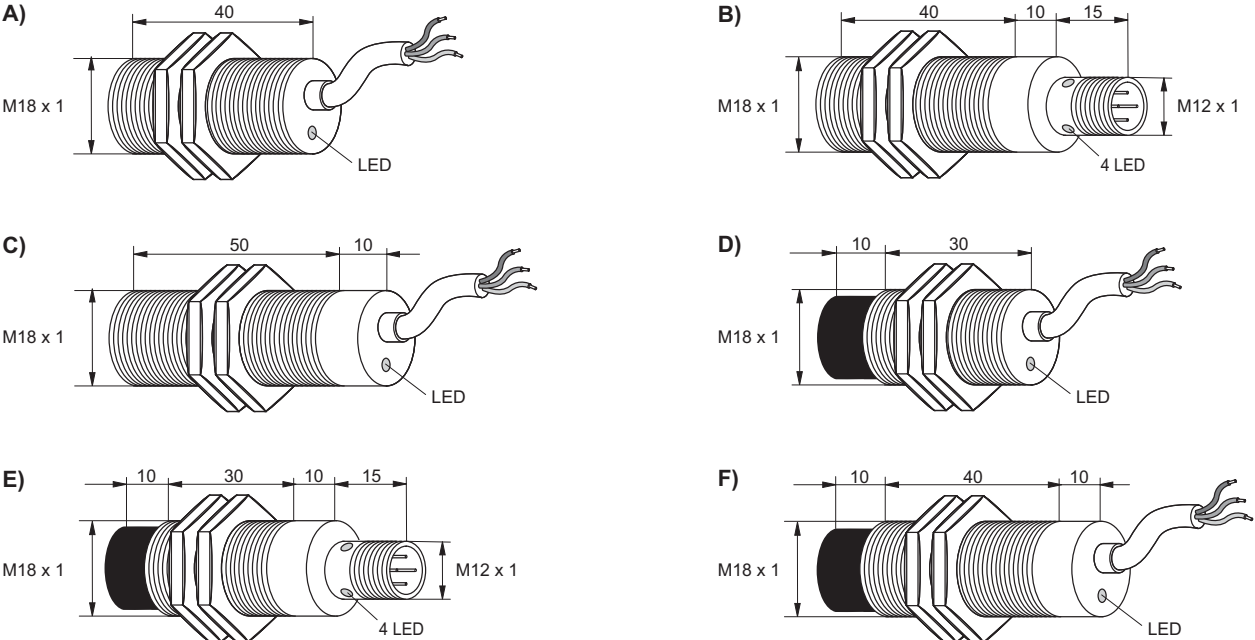 A)
40
M18 x 1
LED
B)
40 10 15
M18 x 1
M12 x 1
4 LED
C)
50 10
M18 x 1
LED
D)
10 30
M18 x 1
LED
E)
10 30 10 15
M18 x 1
M12 x 1
4 LED
F)
10 40 10
M18 x 1
LED